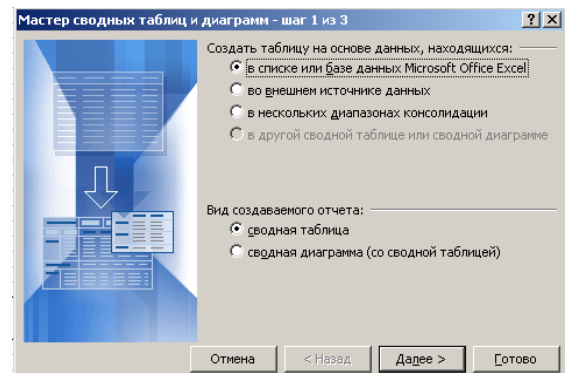 Мастер сводных таблиц и диаграмм - шаг 1 из 3
Создать таблицу на основе данных, находящихся:
в списке или базе данных Microsoft Office Excel
во внешнем источнике данных
в нескольких диапазонах консолидации
в другой сводной таблице или сводной диаграмме
Вид создаваемого отчета:
сводная таблица
сводная диаграмма (со сводной таблицей)
Отмена < Назад Далее > Готово